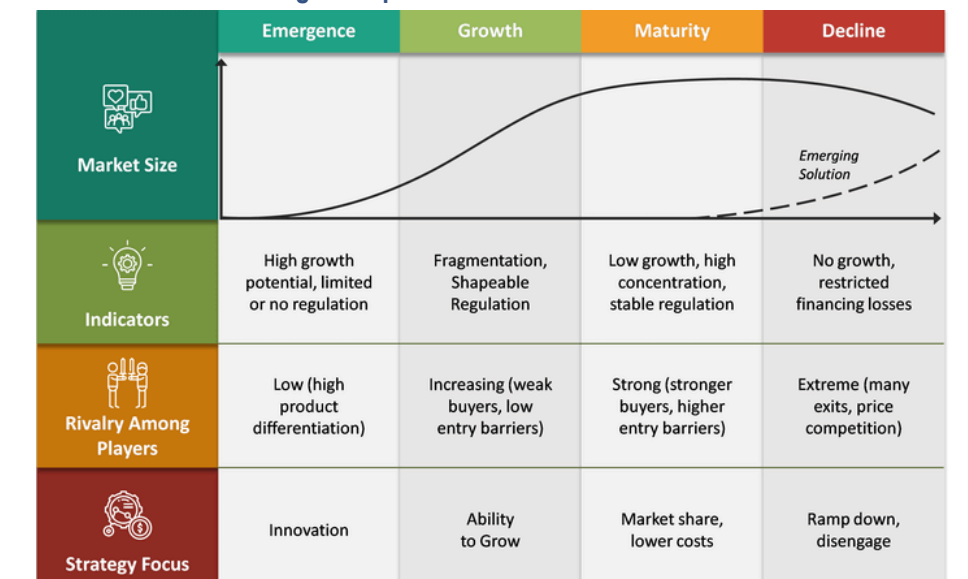 Emergence
Growth
Maturity
Decline
Market Size
Emerging
Solution
Indicators
High growth
potential, limited
or no regulation
Fragmentation,
Shapeable
Regulation
Low growth, high
concentration,
stable regulation
No growth,
restricted
financing losses
Rivalry Among
Players
Low (high
product
differentiation)
Increasing (weak
buyers, low
entry barriers)
Strong (stronger
buyers, higher
entry barriers)
Extreme (many
exits, price
competition)
Strategy Focus
Innovation
Ability
to Grow
Market share,
lower costs
Ramp down,
disengage